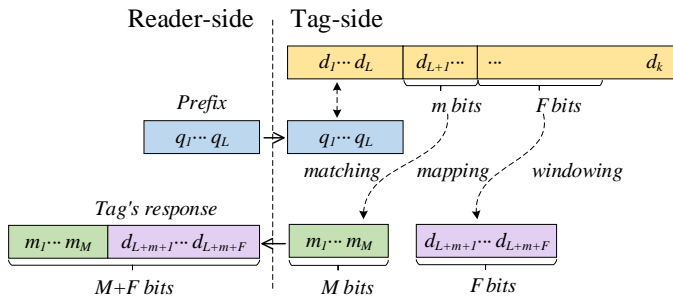 Reader-side Tag-side
d1··· dL dL+1··· ··· dk
Prefix m bits F bits
q1··· qL q1··· qL
matching mapping windowing
Tag's response
m1··· mM dL+m+1··· dL+m+F m1··· mM dL+m+1··· dL+m+F
M+F bits M bits F bits